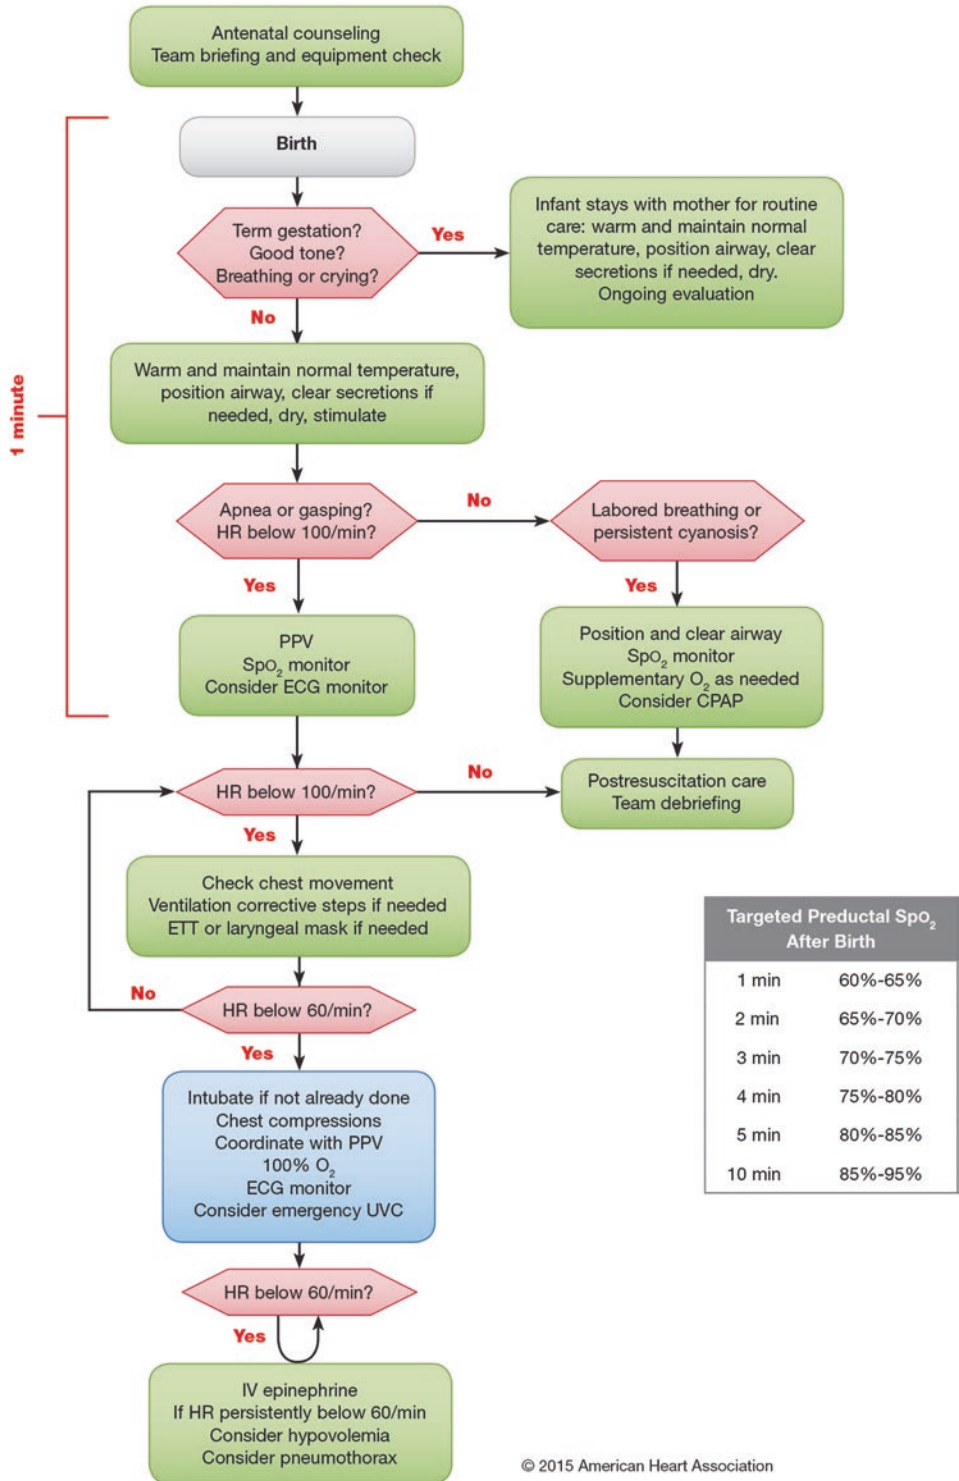 Antenatal counseling
Team briefing and equipment check
Birth
Term gestation?
Good tone?
Breathing or crying?
Yes
Infant stays with mother for routine
care: warm and maintain normal
temperature, position airway, clear
secretions if needed, dry.
Ongoing evaluation
No
1 minute
Warm and maintain normal temperature,
position airway, clear secretions if
needed, dry, stimulate
Apnea or gasping?
HR below 100/min?
No
Labored breathing or
persistent cyanosis?
Yes
Yes
PPV
SpO₂ monitor
Consider ECG monitor
Position and clear airway
SpO₂ monitor
Supplementary O₂ as needed
Consider CPAP
HR below 100/min?
No
Postresuscitation care
Team debriefing
Yes
Check chest movement
Ventilation corrective steps if needed
ETT or laryngeal mask if needed
No
HR below 60/min?
Yes
Intubate if not already done
Chest compressions
Coordinate with PPV
100% O₂
ECG monitor
Consider emergency UVC
HR below 60/min?
Yes
IV epinephrine
If HR persistently below 60/min
Consider hypovolemia
Consider pneumothorax
Targeted Preductal SpO₂
After Birth
1 min 60%-65%
2 min 65%-70%
3 min 70%-75%
4 min 75%-80%
5 min 80%-85%
10 min 85%-95%
© 2015 American Heart Association